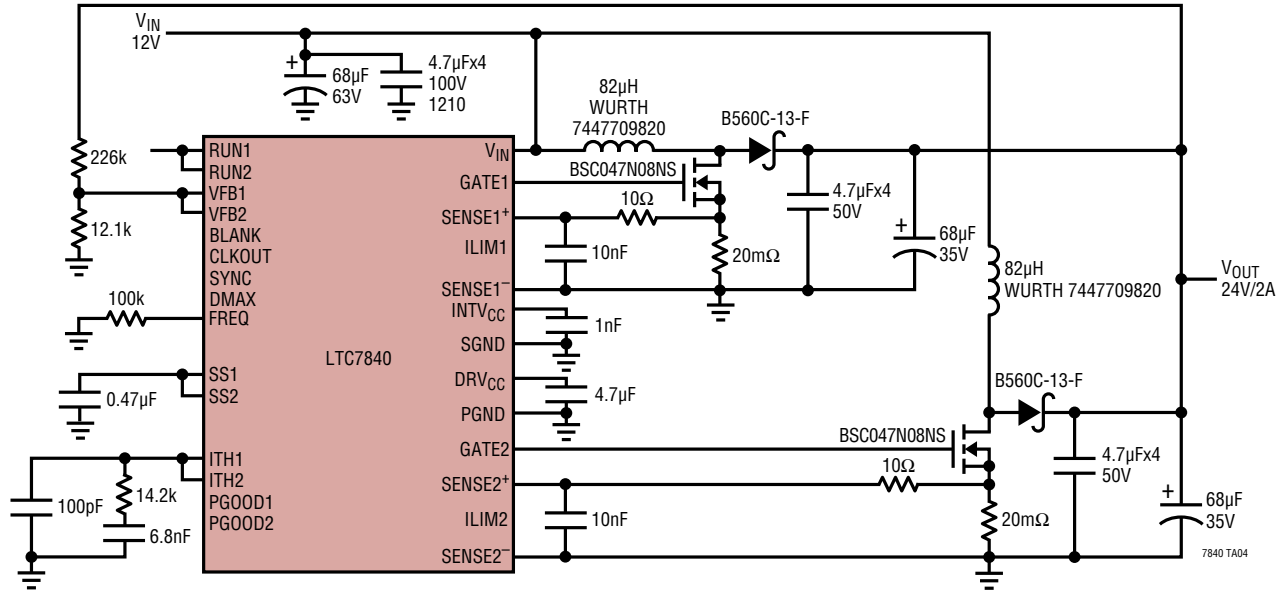 VIN
12V
+
68µF
63V
4.7µFx4
100V
1210
82µH
WURTH
7447709820
B560C-13-F
BSC047N08NS
226k
12.1k
RUN1
RUN2
VFB1
VFB2
BLANK
CLKOUT
SYNC
DMAX
FREQ
100k
SS1
SS2
0.47µF
ITH1
ITH2
PGOOD1
PGOOD2
100pF
14.2k
6.8nF
LTC7840
VIN
GATE1
SENSE1+
ILIM1
SENSE1–
INTVCC
SGND
DRVCC
PGND
GATE2
SENSE2+
ILIM2
SENSE2–
10Ω
10nF
20mΩ
4.7µFx4
50V
+
68µF
35V
1nF
4.7µF
82µH
WURTH 7447709820
VOUT
24V/2A
B560C-13-F
BSC047N08NS
10Ω
10nF
20mΩ
4.7µFx4
50V
+
68µF
35V
7840 TA04